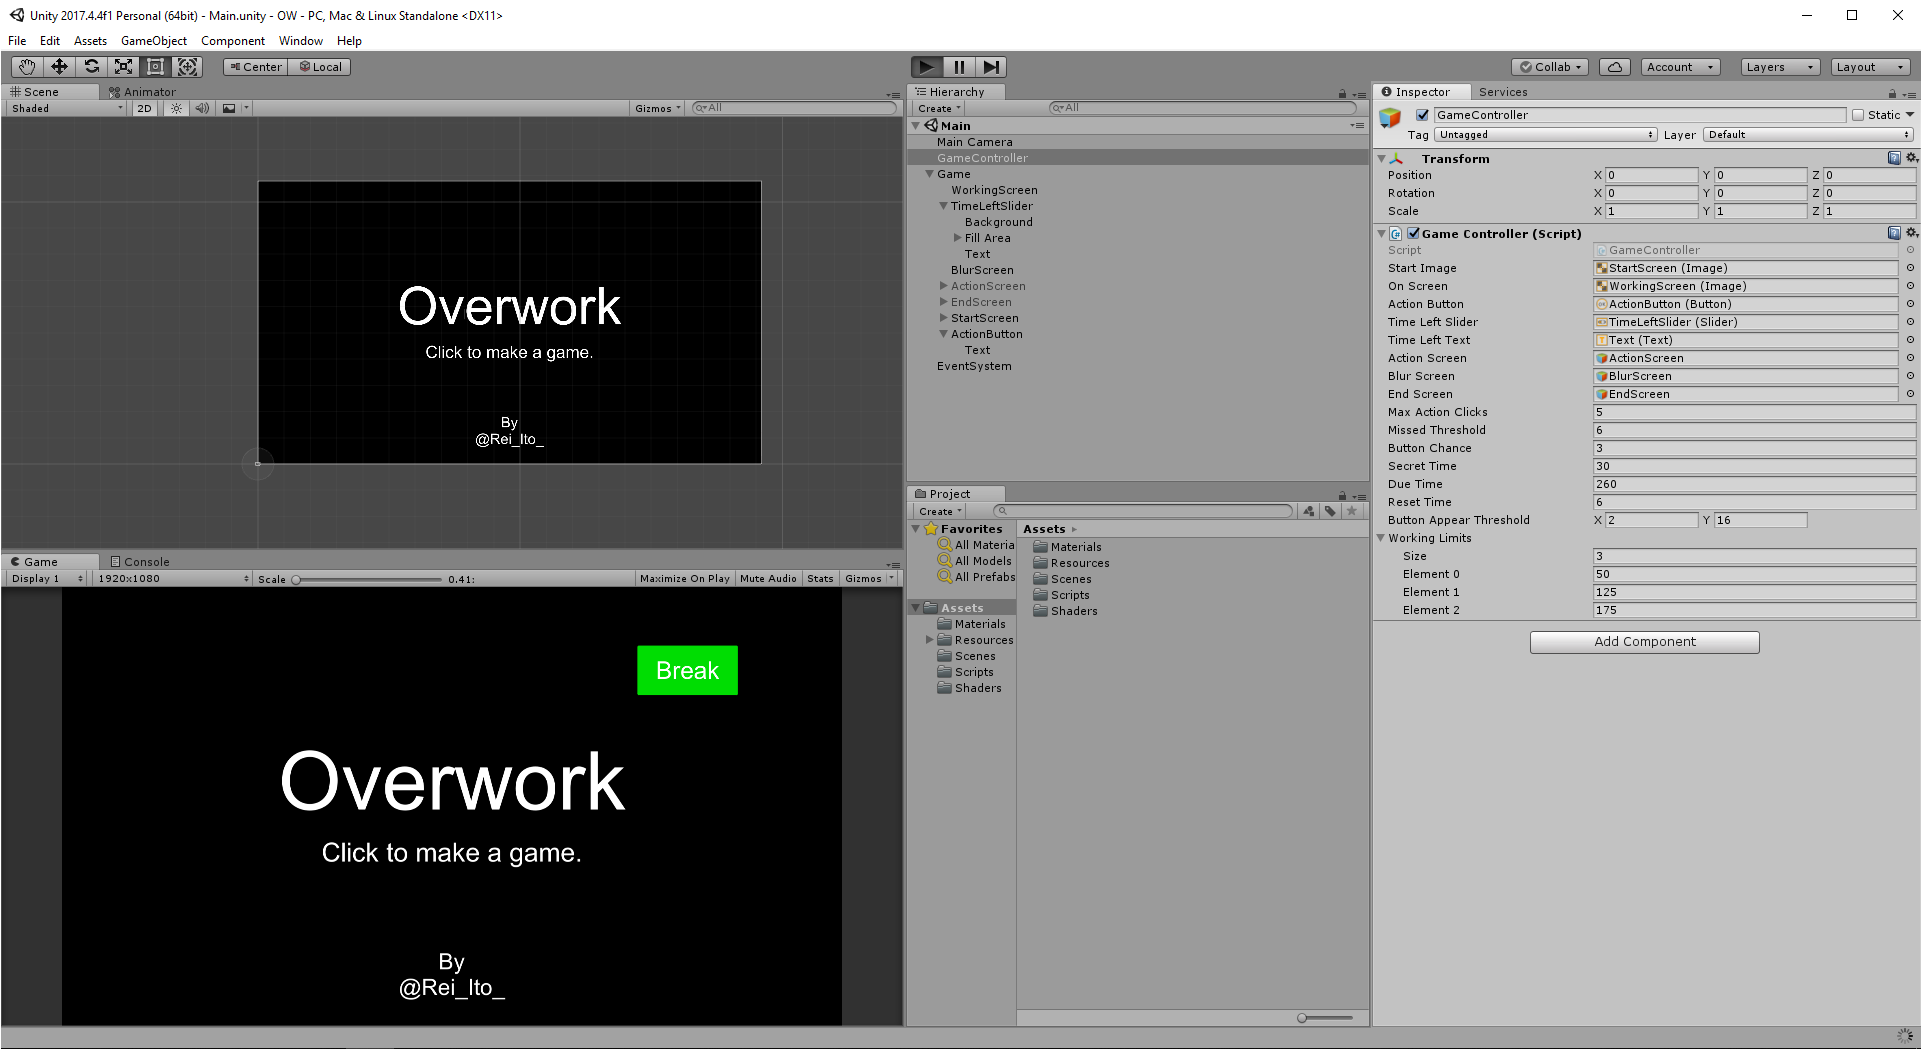 Unity 2017.4.4f1 Personal (64bit) - Main.unity - OW - PC, Mac & Linux Standalone <DX11>
File Edit Assets GameObject Component Window Help
Center Local
Collab Account Layers Layout
Scene Animator
Shaded 2D Gizmos All
Overwork
Click to make a game.
By
@Rei_Ito_
Game Console
Display 1 1920x1080 Scale 0.41: Maximize On Play Mute Audio Stats Gizmos
Break
Overwork
Click to make a game.
By
@Rei_Ito_
Hierarchy
Create All
Main
Main Camera
GameController
Game
WorkingScreen
TimeLeftSlider
Background
Fill Area
Text
BlurScreen
ActionScreen
EndScreen
StartScreen
ActionButton
Text
EventSystem
Project
Create
Favorites
All Materia
All Models
All Prefabs
Assets
Materials
Resources
Scenes
Scripts
Shaders
Assets
Materials
Resources
Scenes
Scripts
Shaders
Inspector Services
GameController Static
Tag Untagged Layer Default
Transform
Position X 0 Y 0 Z 0
Rotation X 0 Y 0 Z 0
Scale X 1 Y 1 Z 1
Game Controller (Script)
Script GameController
Start Image StartScreen (Image)
On Screen WorkingScreen (Image)
Action Button ActionButton (Button)
Time Left Slider TimeLeftSlider (Slider)
Time Left Text Text (Text)
Action Screen ActionScreen
Blur Screen BlurScreen
End Screen EndScreen
Max Action Clicks 5
Missed Threshold 6
Button Chance 3
Secret Time 30
Due Time 260
Reset Time 6
Button Appear Threshold X 2 Y 16
Working Limits
Size 3
Element 0 50
Element 1 125
Element 2 175
Add Component